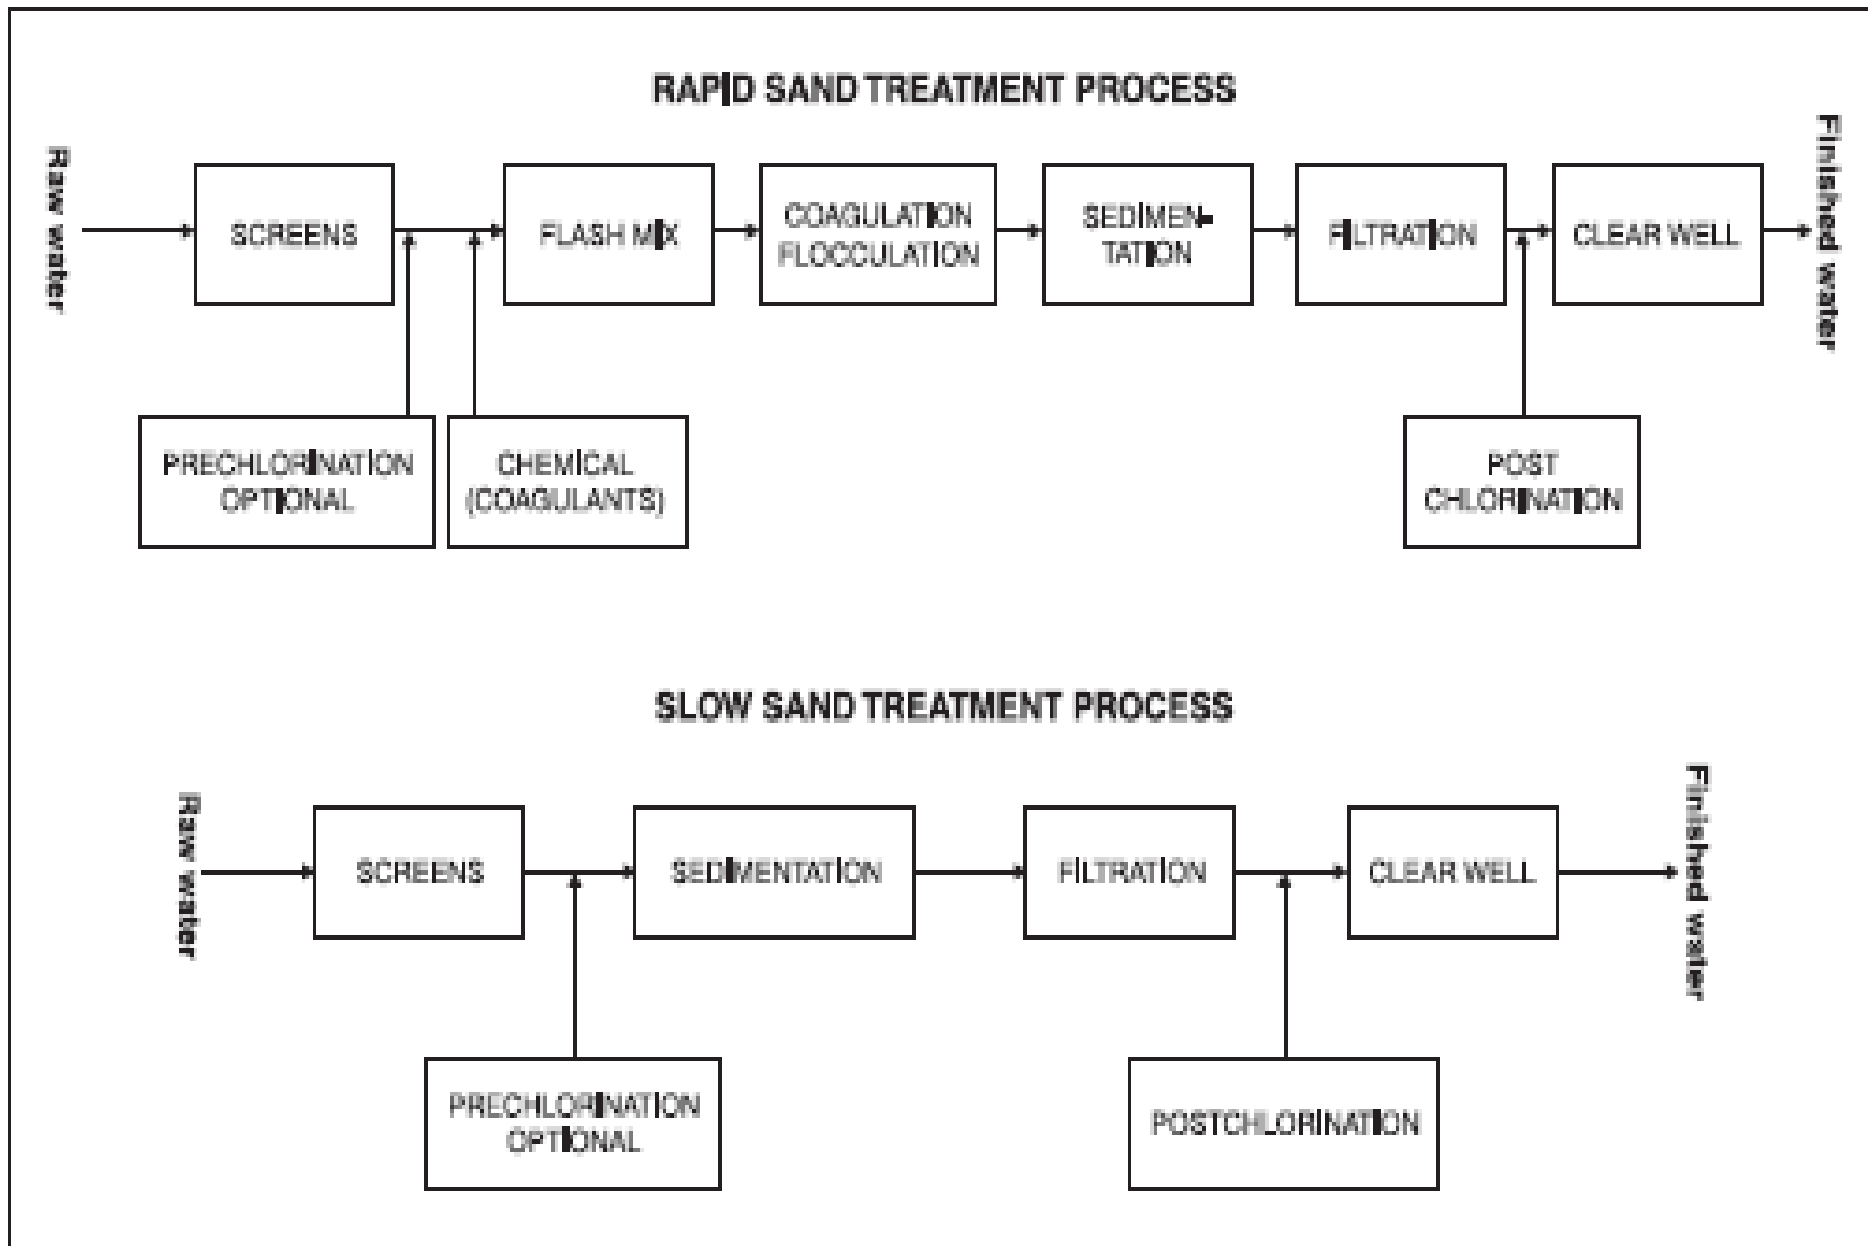 RAPID SAND TREATMENT PROCESS
Raw water
SCREENS
FLASH MIX
COAGULATION
FLOCCULATION
SEDIMEN-
TATION
FILTRATION
CLEAR WELL
Finished water
PRECHLORINATION
OPTIONAL
CHEMICAL
(COAGULANTS)
POST
CHLORINATION
SLOW SAND TREATMENT PROCESS
Raw water
SCREENS
SEDIMENTATION
FILTRATION
CLEAR WELL
Finished water
PRECHLORINATION
OPTIONAL
POSTCHLORINATION